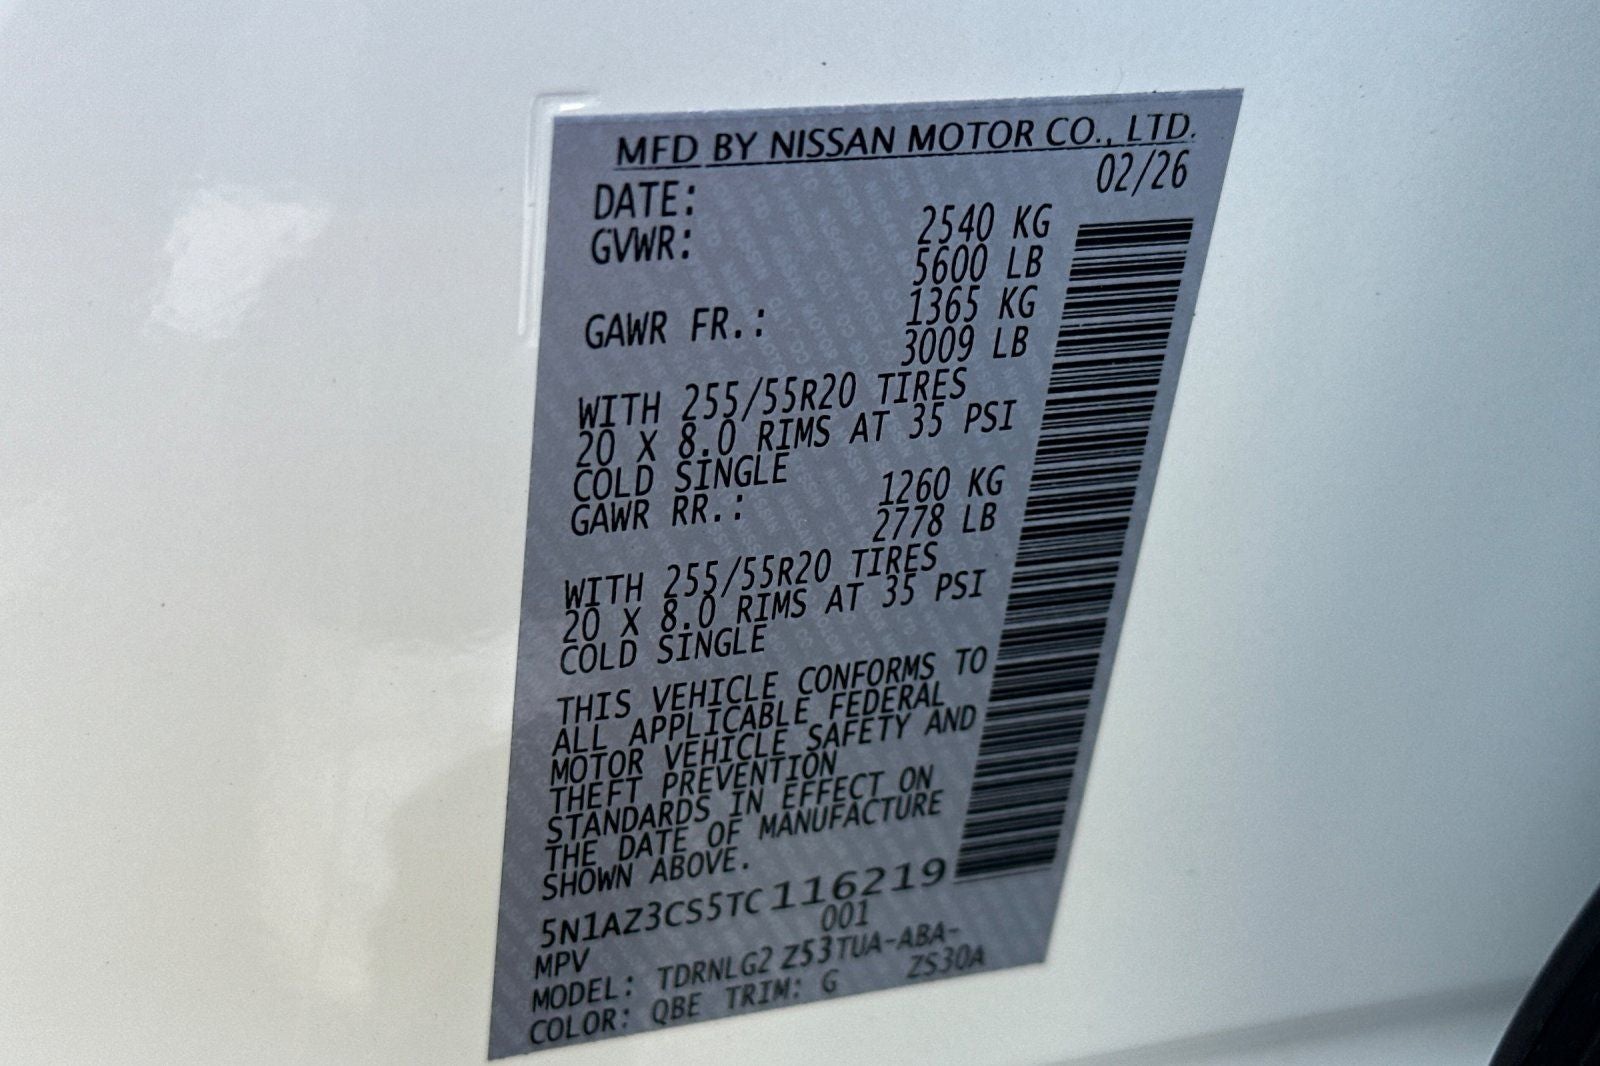 MFD BY NISSAN MOTOR CO., LTD.
DATE: 02/26
GVWR: 2540 KG
5600 LB
GAWR FR.: 1365 KG
3009 LB
WITH 255/55R20 TIRES
20 X 8.0 RIMS AT 35 PSI
COLD SINGLE
GAWR RR.: 1260 KG
2778 LB
WITH 255/55R20 TIRES
20 X 8.0 RIMS AT 35 PSI
COLD SINGLE
THIS VEHICLE CONFORMS TO
ALL APPLICABLE FEDERAL
MOTOR VEHICLE SAFETY AND
THEFT PREVENTION
STANDARDS IN EFFECT ON
THE DATE OF MANUFACTURE
SHOWN ABOVE.
5N1AZ3CS5TC116219
MPV 001
MODEL: TDRNLG2 Z53TUA-ABA-
COLOR: QBE TRIM: G ZS30A